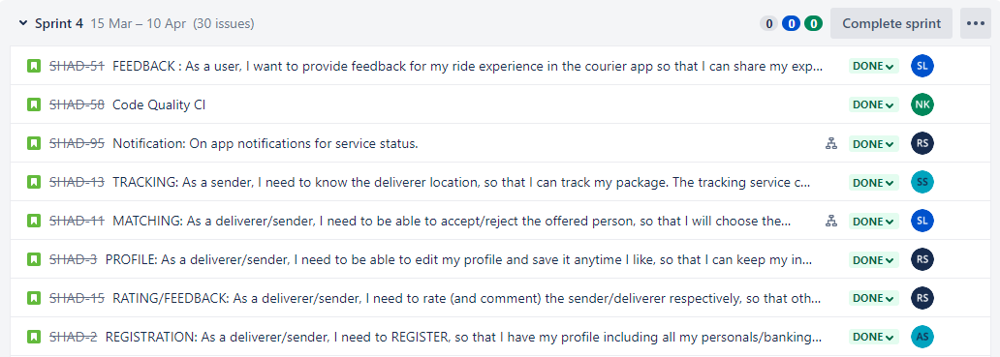 Sprint 4 15 Mar – 10 Apr (30 issues) 0 0 0 Complete sprint
SHAD-51 FEEDBACK : As a user, I want to provide feedback for my ride experience in the courier app so that I can share my exp... DONE SL
SHAD-58 Code Quality CI DONE NK
SHAD-95 Notification: On app notifications for service status. DONE RS
SHAD-13 TRACKING: As a sender, I need to know the deliverer location, so that I can track my package. The tracking service c... DONE SS
SHAD-11 MATCHING: As a deliverer/sender, I need to be able to accept/reject the offered person, so that I will choose the... DONE SL
SHAD-3 PROFILE: As a deliverer/sender, I need to be able to edit my profile and save it anytime I like, so that I can keep my in... DONE RS
SHAD-15 RATING/FEEDBACK: As a deliverer/sender, I need to rate (and comment) the sender/deliverer respectively, so that oth... DONE RS
SHAD-2 REGISTRATION: As a deliverer/sender, I need to REGISTER, so that I have my profile including all my personals/banking... DONE AS